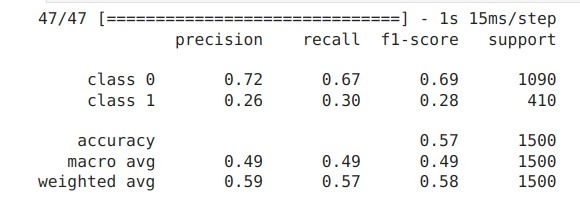 47/47 [==============================] - 1s 15ms/step
              precision    recall  f1-score   support
     class 0       0.72      0.67      0.69      1090
     class 1       0.26      0.30      0.28       410
    accuracy                           0.57      1500
   macro avg       0.49      0.49      0.49      1500
weighted avg       0.59      0.57      0.58      1500